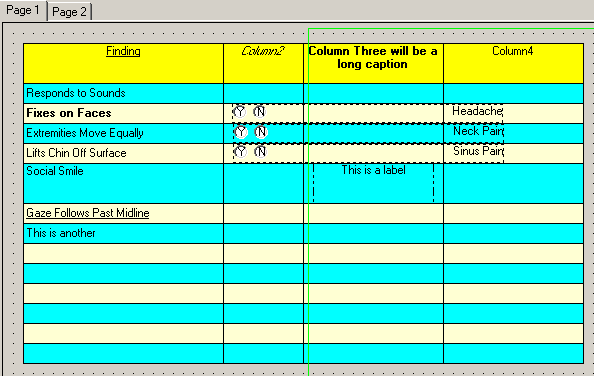 Page 1 Page 2
Finding Column2 Column Three will be a Column4
long caption
Responds to Sounds
Fixes on Faces Y N Headache
Extremities Move Equally Y N Neck Pain
Lifts Chin Off Surface Y N Sinus Pain
Social Smile This is a label
Gaze Follows Past Midline
This is another